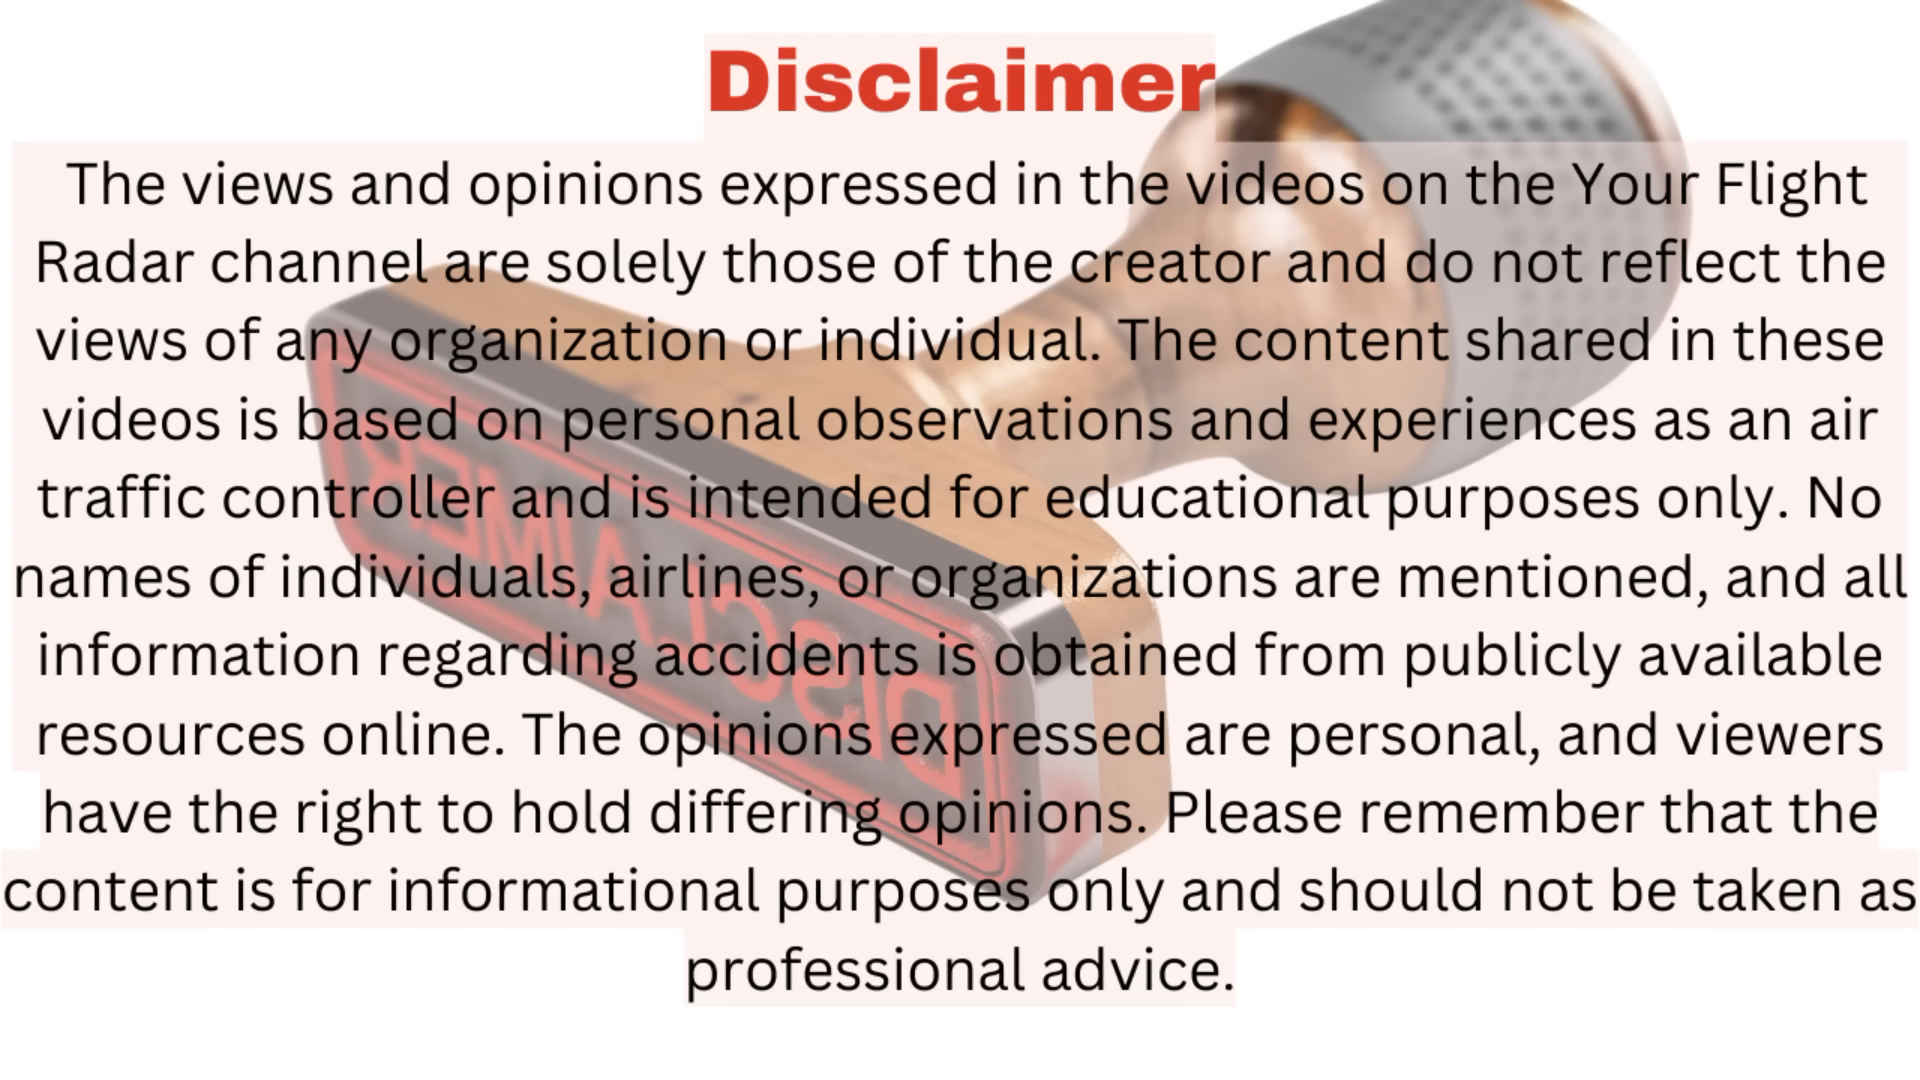 Disclaimer
The views and opinions expressed in the videos on the Your Flight
Radar channel are solely those of the creator and do not reflect the
views of any organization or individual. The content shared in these
videos is based on personal observations and experiences as an air
traffic controller and is intended for educational purposes only. No
names of individuals, airlines, or organizations are mentioned, and all
information regarding accidents is obtained from publicly available
resources online. The opinions expressed are personal, and viewers
have the right to hold differing opinions. Please remember that the
content is for informational purposes only and should not be taken as
professional advice.
DISCLAIMER